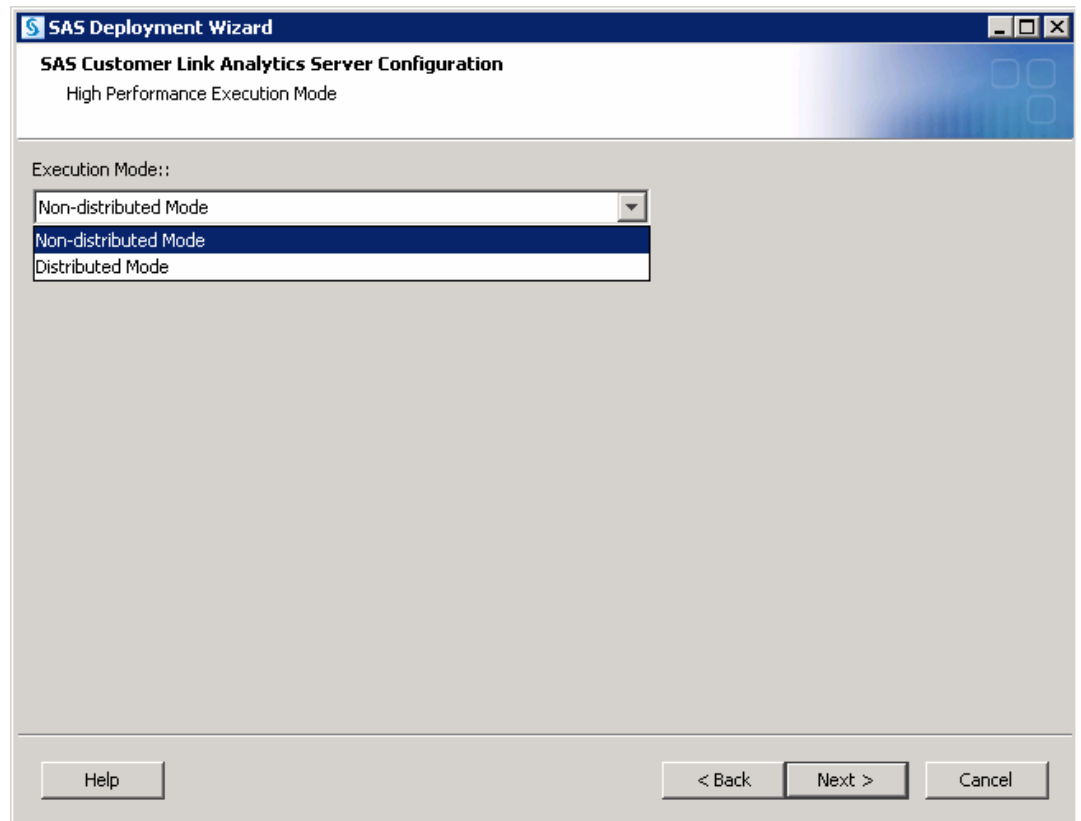 SAS Deployment Wizard
SAS Customer Link Analytics Server Configuration
High Performance Execution Mode
Execution Mode::
Non-distributed Mode
Non-distributed Mode
Distributed Mode
Help
< Back
Next >
Cancel